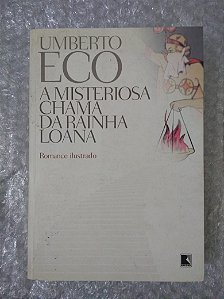 UMBERTO
ECO
A MISTERIOSA
CHAMA
DA RAINHA
LOANA
Romance ilustrado